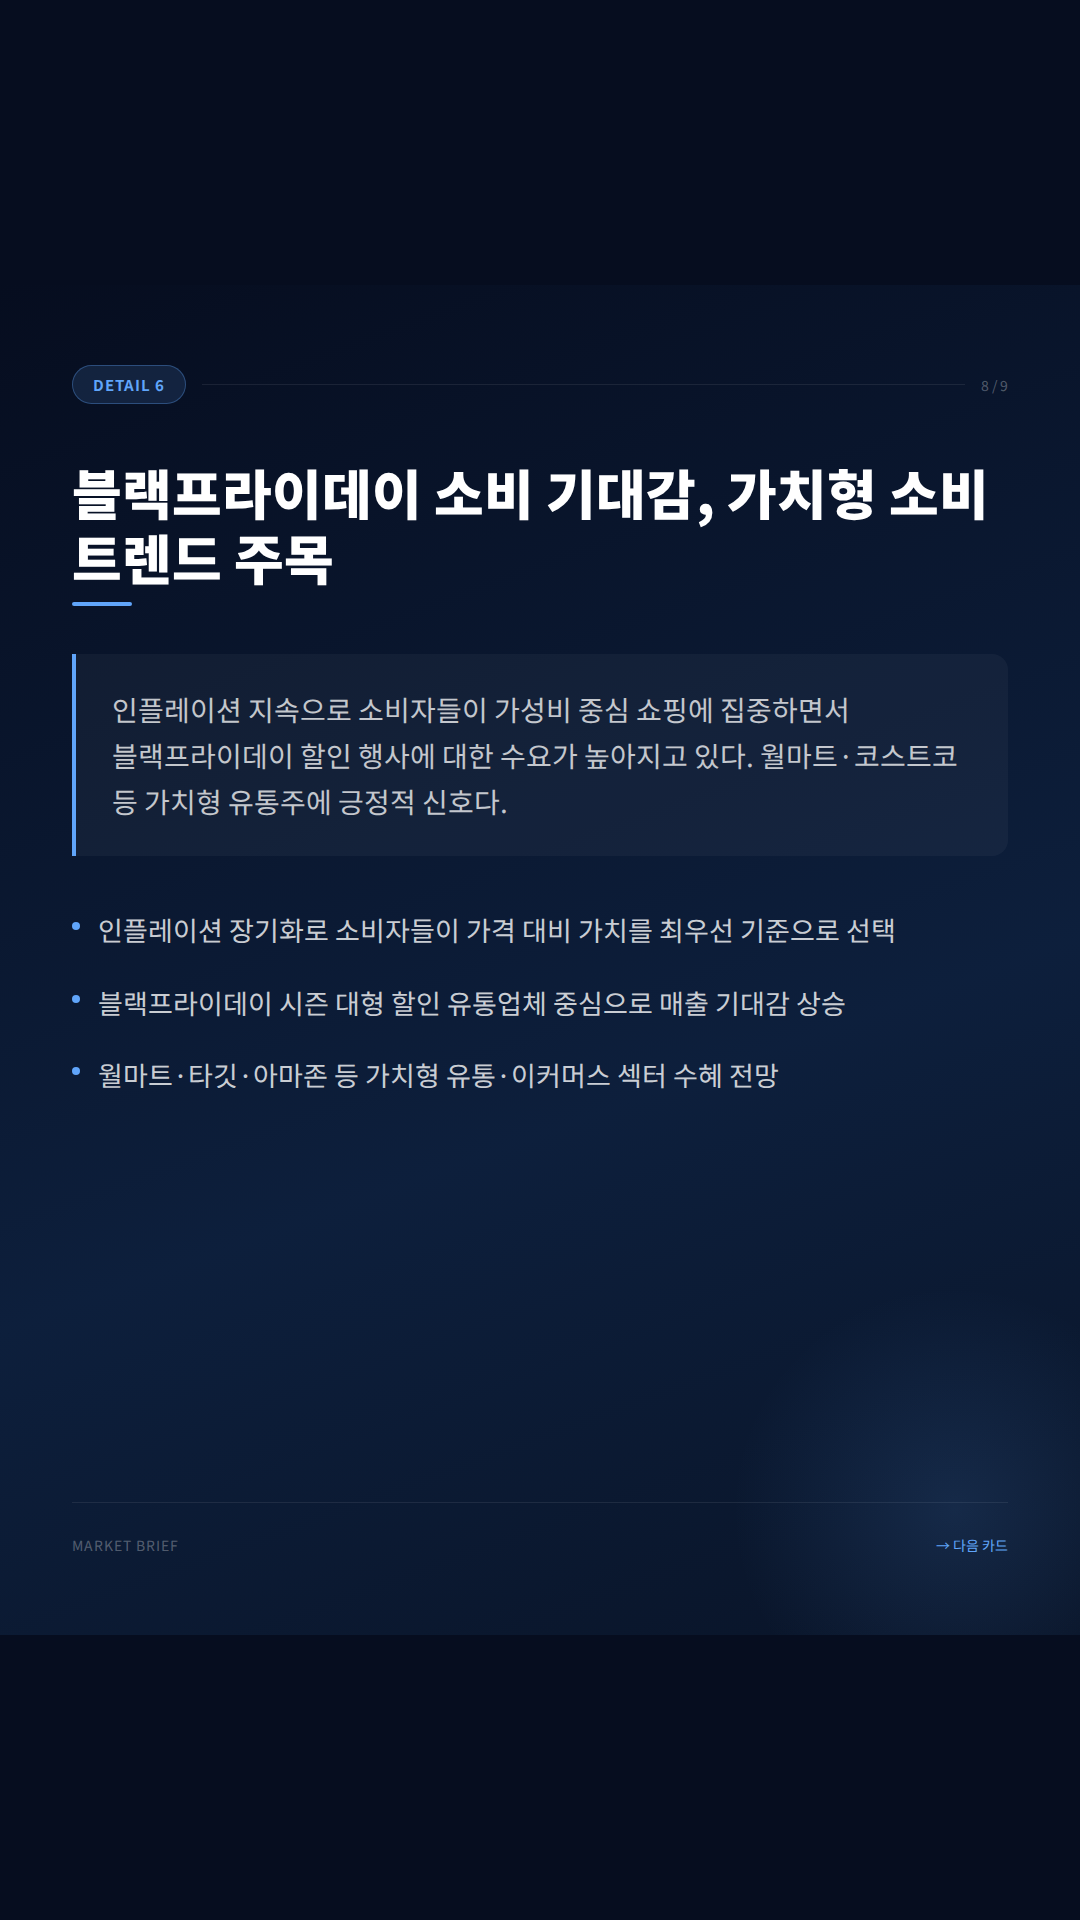 DETAIL 6
8 / 9
블랙프라이데이 소비 기대감, 가치형 소비
트렌드 주목
인플레이션 지속으로 소비자들이 가성비 중심 쇼핑에 집중하면서
블랙프라이데이 할인 행사에 대한 수요가 높아지고 있다. 월마트·코스트코
등 가치형 유통주에 긍정적 신호다.
• 인플레이션 장기화로 소비자들이 가격 대비 가치를 최우선 기준으로 선택
• 블랙프라이데이 시즌 대형 할인 유통업체 중심으로 매출 기대감 상승
• 월마트·타깃·아마존 등 가치형 유통·이커머스 섹터 수혜 전망
MARKET BRIEF
→ 다음 카드